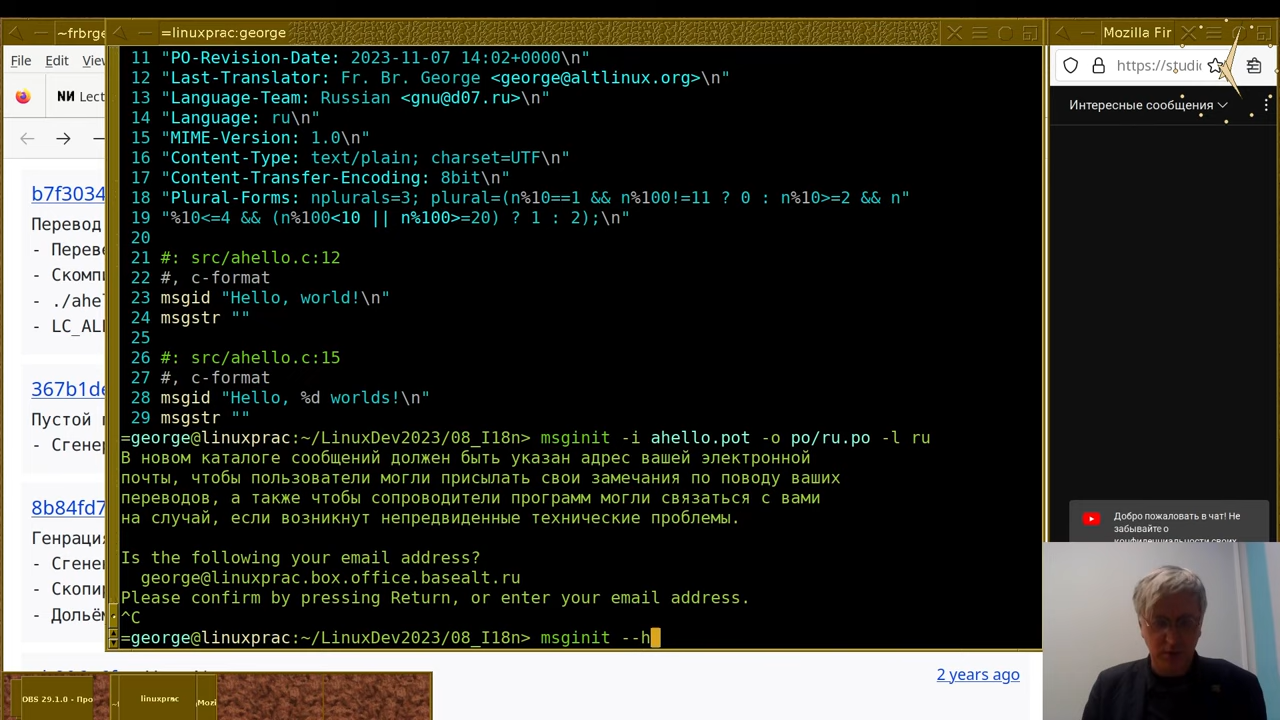 ~frbrge
=linuxprac:george
Mozilla Fir
File Edit Viev
https://studio
Lect
Интересные сообщения
b7f3034
Перевод
- Переве
- Скомпи
- ./ahel
- LC_ALL
367b1de
Пустой п
- Сгенер
8b84fd7
Генрация
- Сгенер
- Скопир
- Дольём
11 "PO-Revision-Date: 2023-11-07 14:02+0000\n"
12 "Last-Translator: Fr. Br. George <george@altlinux.org>\n"
13 "Language-Team: Russian <gnu@d07.ru>\n"
14 "Language: ru\n"
15 "MIME-Version: 1.0\n"
16 "Content-Type: text/plain; charset=UTF\n"
17 "Content-Transfer-Encoding: 8bit\n"
18 "Plural-Forms: nplurals=3; plural=(n%10==1 && n%100!=11 ? 0 : n%10>=2 && n"
19 "%10<=4 && (n%100<10 || n%100>=20) ? 1 : 2);\n"
20
21 #: src/ahello.c:12
22 #, c-format
23 msgid "Hello, world!\n"
24 msgstr ""
25
26 #: src/ahello.c:15
27 #, c-format
28 msgid "Hello, %d worlds!\n"
29 msgstr ""
=george@linuxprac:~/LinuxDev2023/08_I18n> msginit -i ahello.pot -o po/ru.po -l ru
В новом каталоге сообщений должен быть указан адрес вашей электронной
почты, чтобы пользователи могли присылать свои замечания по поводу ваших
переводов, а также чтобы сопроводители программ могли связаться с вами
на случай, если возникнут непредвиденные технические проблемы.
Is the following your email address?
george@linuxprac.box.office.basealt.ru
Please confirm by pressing Return, or enter your email address.
^C
=george@linuxprac:~/LinuxDev2023/08_I18n> msginit --h
Добро пожаловать в чат! Не
забывайте о
2 years ago
OBS 29.1.0 - Про
linuxprac
Mozi